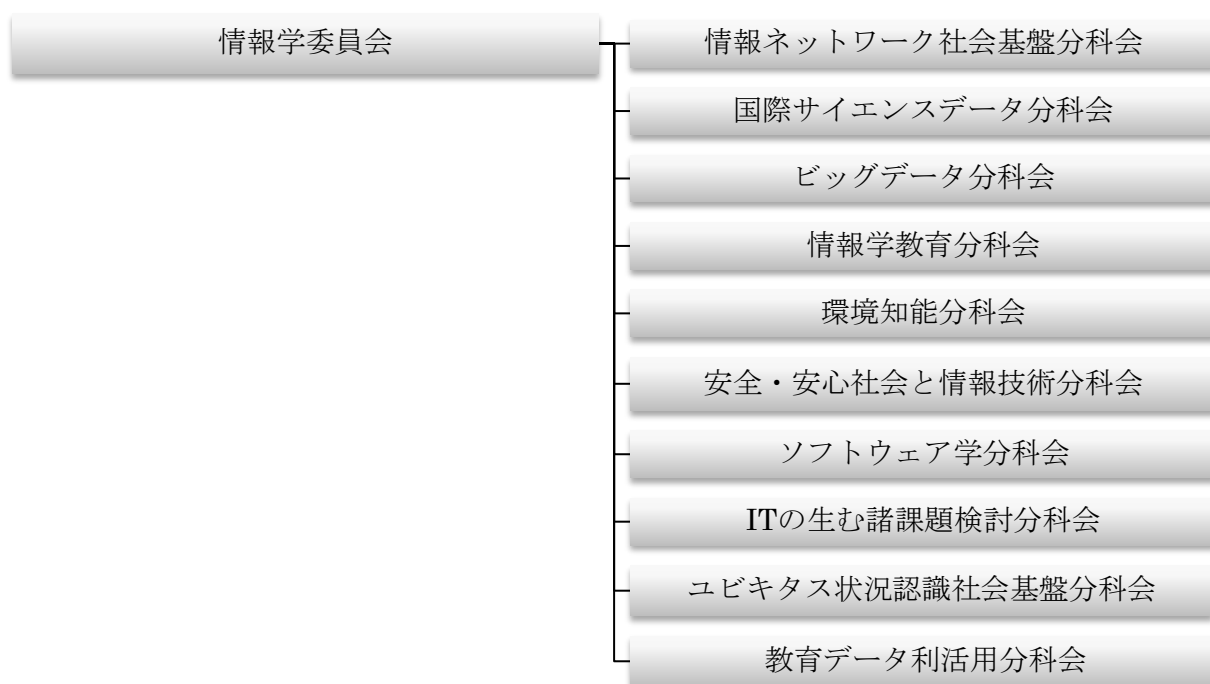 情報学委員会
情報ネットワーク社会基盤分科会
国際サイエンスデータ分科会
ビッグデータ分科会
情報学教育分科会
環境知能分科会
安全・安心社会と情報技術分科会
ソフトウェア学分科会
ITの生む諸課題検討分科会
ユビキタス状況認識社会基盤分科会
教育データ利活用分科会